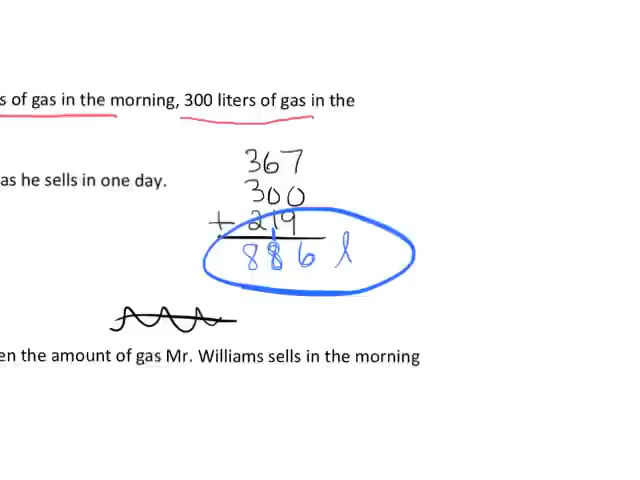 s of gas in the morning, 300 liters of gas in the
367
as he sells in one day.
300
+ 219
886 l
en the amount of gas Mr. Williams sells in the morning